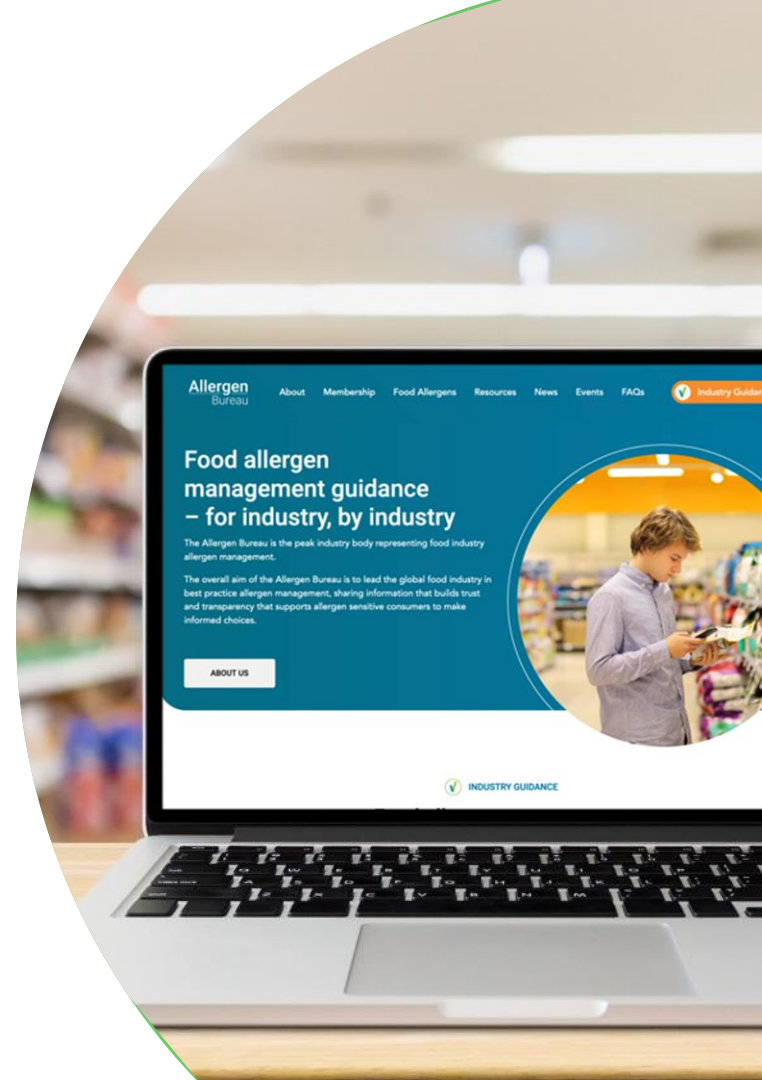 Allergen
Bureau
About Membership Food Allergens Resources News Events FAQs Industry
Food allergen
management guidance
– for industry, by industry
The Allergen Bureau is the peak industry body representing food industry
allergen management.
The overall aim of the Allergen Bureau is to lead the global food industry in
best practice allergen management, sharing information that builds trust
and transparency that supports allergen sensitive consumers to make
informed choices.
ABOUT US
INDUSTRY GUIDANCE